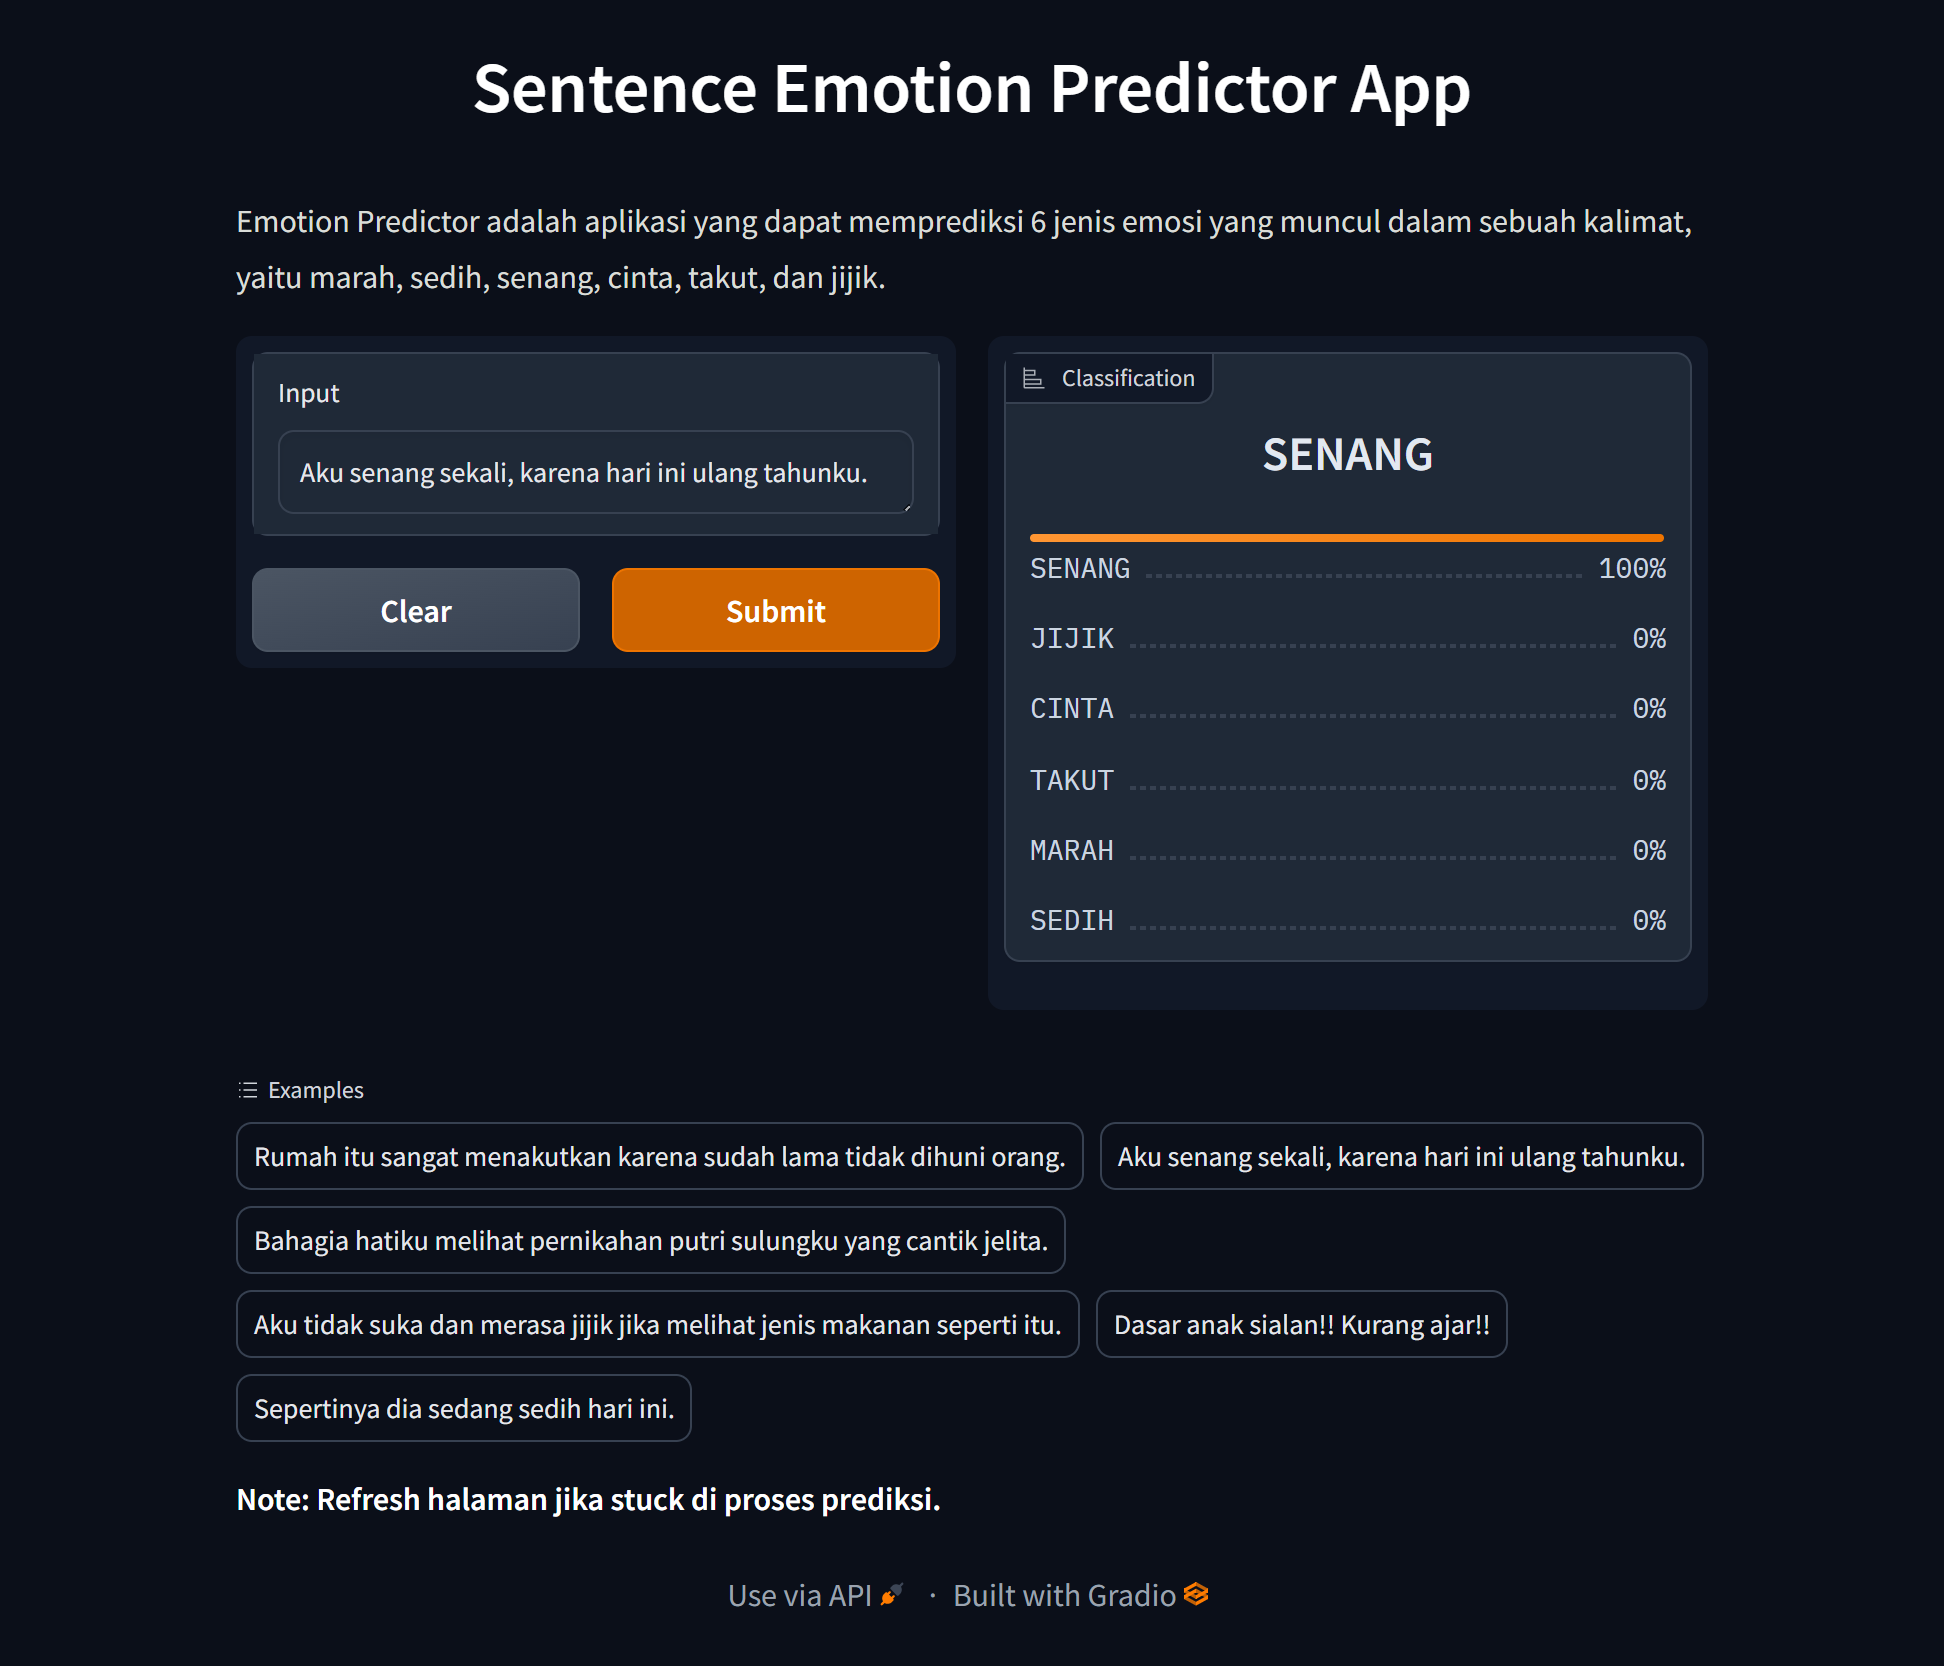 Sentence Emotion Predictor App
Emotion Predictor adalah aplikasi yang dapat memprediksi 6 jenis emosi yang muncul dalam sebuah kalimat,
yaitu marah, sedih, senang, cinta, takut, dan jijik.
Input
Aku senang sekali, karena hari ini ulang tahunku.
Clear
Submit
Classification
SENANG
SENANG 100%
JIJIK 0%
CINTA 0%
TAKUT 0%
MARAH 0%
SEDIH 0%
Examples
Rumah itu sangat menakutkan karena sudah lama tidak dihuni orang.
Aku senang sekali, karena hari ini ulang tahunku.
Bahagia hatiku melihat pernikahan putri sulungku yang cantik jelita.
Aku tidak suka dan merasa jijik jika melihat jenis makanan seperti itu.
Dasar anak sialan!! Kurang ajar!!
Sepertinya dia sedang sedih hari ini.
Note: Refresh halaman jika stuck di proses prediksi.
Use via API · Built with Gradio